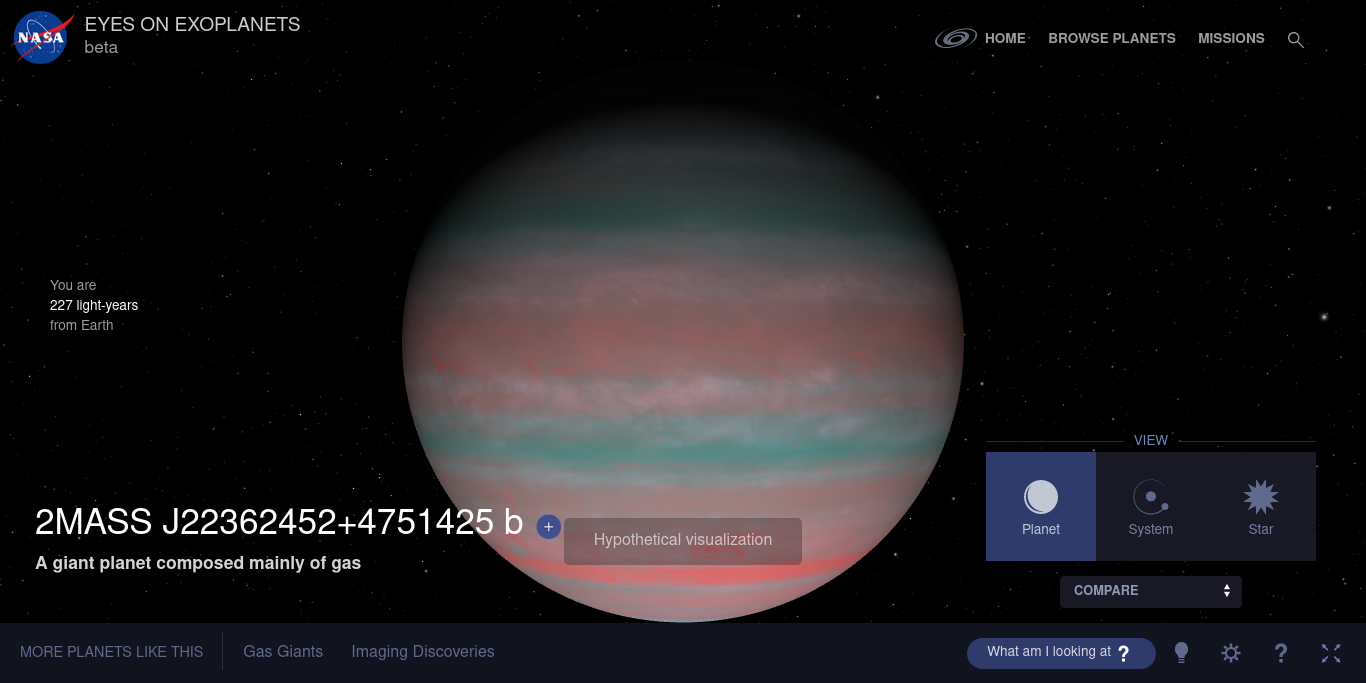 NASA
EYES ON EXOPLANETS
beta
HOME
BROWSE PLANETS
MISSIONS
You are
227 light-years
from Earth
VIEW
Planet
System
Star
2MASS J22362452+4751425 b +
Hypothetical visualization
A giant planet composed mainly of gas
COMPARE
MORE PLANETS LIKE THIS
Gas Giants
Imaging Discoveries
What am I looking at ?
?